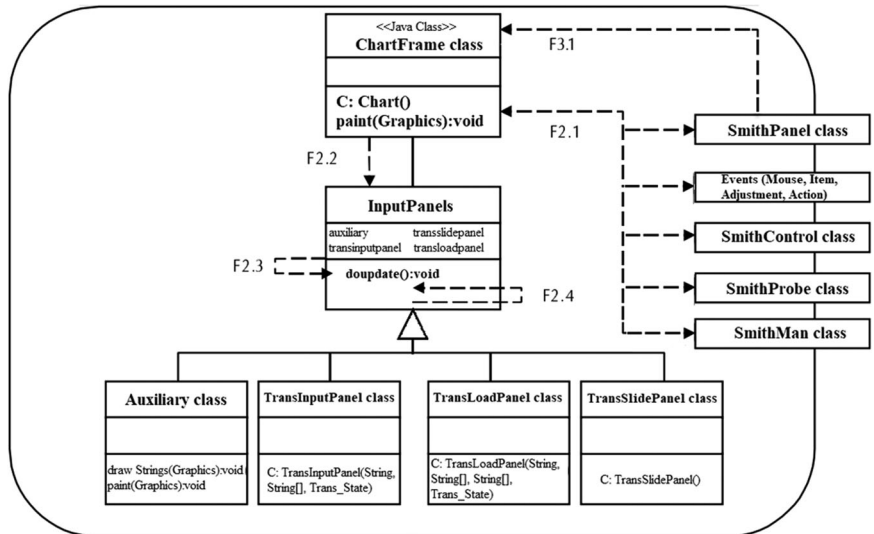 <<Java Class>>
ChartFrame class
C: Chart()
paint(Graphics):void
F3.1
F2.1
F2.2
SmithPanel class
Events (Mouse, Item,
Adjustment, Action)
SmithControl class
SmithProbe class
SmithMan class
InputPanels
auxiliary transslidepanel
transinputpanel transloadpanel
doupdate():void
F2.3
F2.4
Auxiliary class
draw Strings(Graphics):void
paint(Graphics):void
TransInputPanel class
C: TransInputPanel(String,
String[], Trans_State)
TransLoadPanel class
C: TransLoadPanel(String,
String[], String[],
Trans_State)
TransSlidePanel class
C: TransSlidePanel()